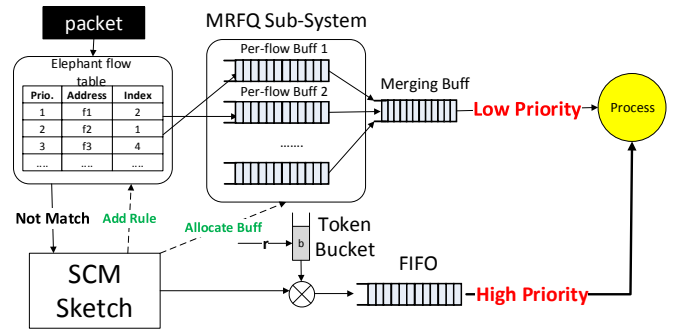 packet
MRFQ Sub-System
Elephant flow
table
Prio. Address Index
1 f1 2
2 f2 1
3 f3 4
.... .... ....
Per-flow Buff 1
Per-flow Buff 2
.......
Merging Buff
Low Priority
Process
Not Match
Add Rule
Allocate Buff
SCM
Sketch
r
b
Token
Bucket
FIFO
High Priority